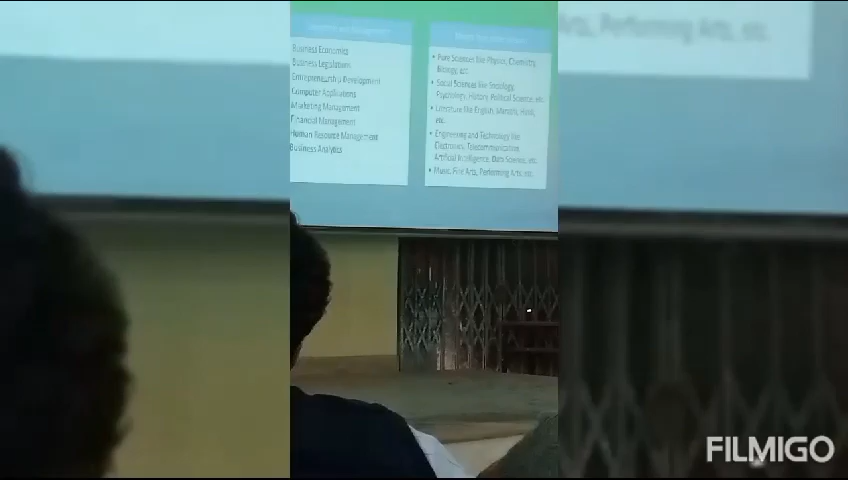 Business Economics
Business Legislations
Entrepreneurship Development
Computer Applications
Marketing Management
Financial Management
Human Resource Management
Business Analytics
• Pure Sciences like Physics, Chemistry,
Biology, etc
• Social Sciences like Sociology,
Psychology, History, Political Science, etc.
• Literature like English, Marathi, Hindi,
etc.
• Engineering and Technology like
Electronics, Telecommunication,
Artificial Intelligence, Data Science, etc.
• Music, Fine Arts, Performing Arts, etc.
Arts, Performing Arts, etc.
FILMIGO